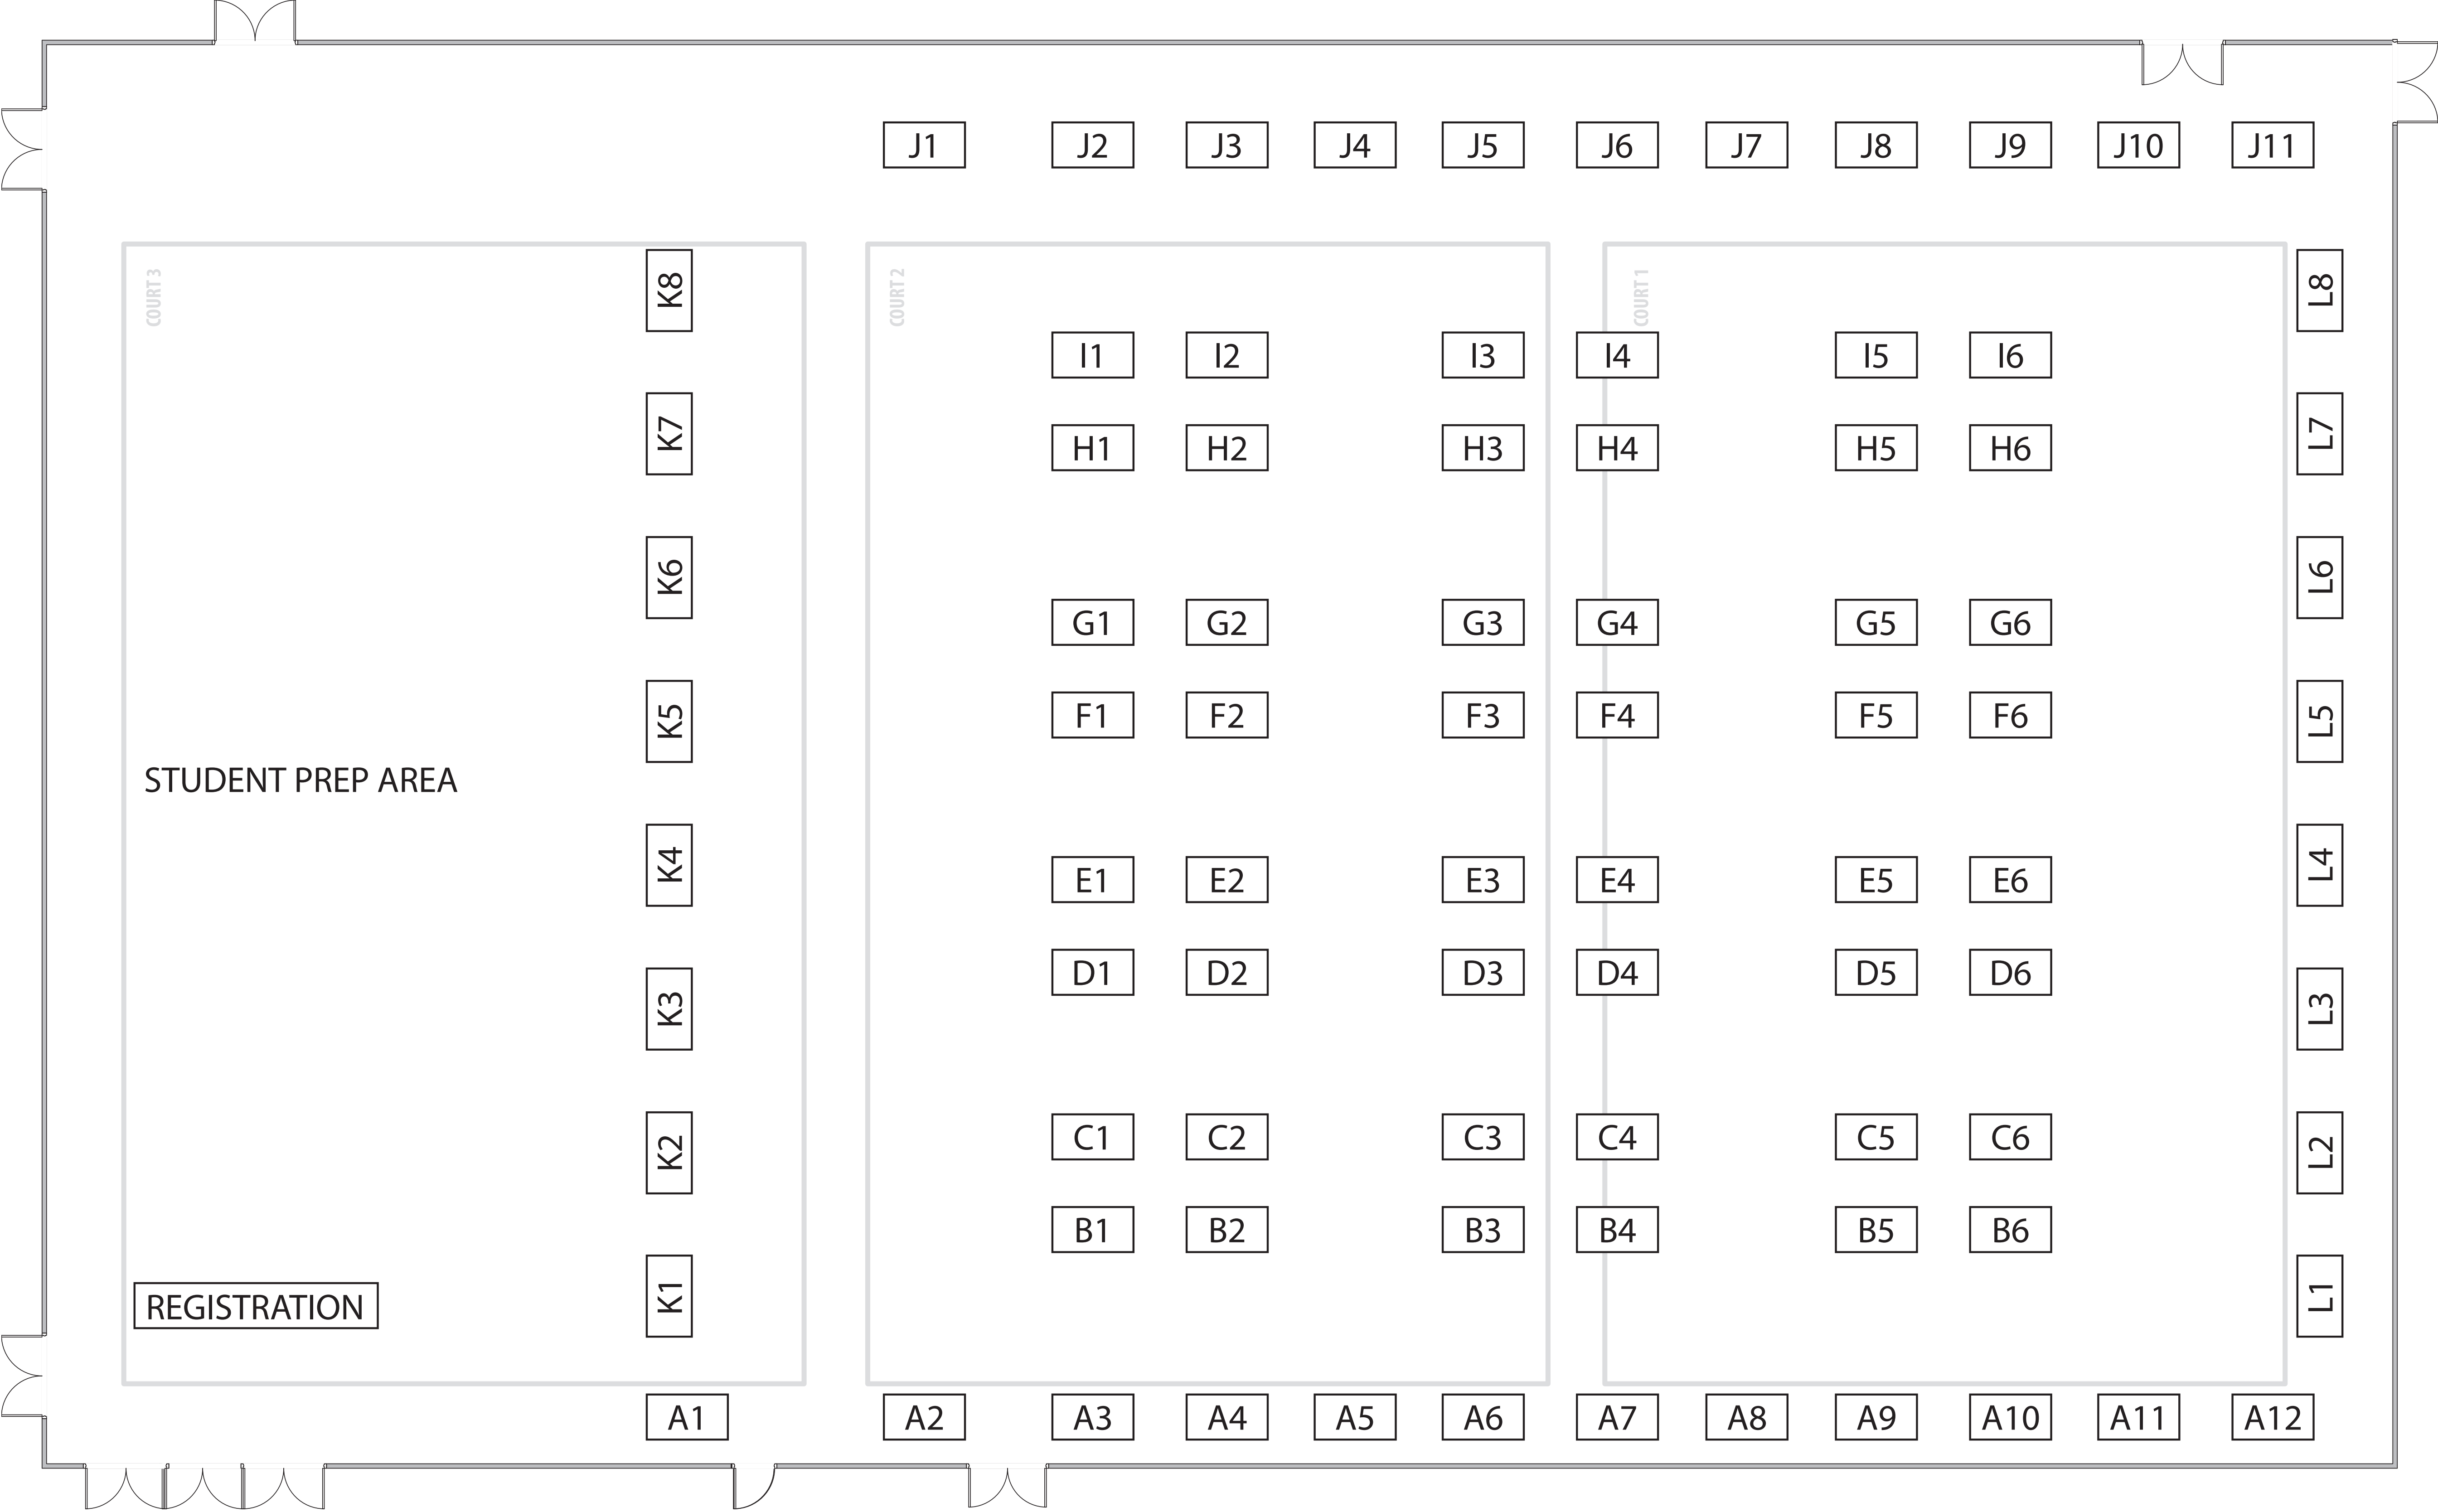 J1 J2 J3 J4 J5 J6 J7 J8 J9 J10 J11
COURT 3
COURT 2
COURT 1
K8
L8
I1 I2 I3 I4 I5 I6
K7
L7
H1 H2 H3 H4 H5 H6
K6
L6
G1 G2 G3 G4 G5 G6
K5
L5
F1 F2 F3 F4 F5 F6
STUDENT PREP AREA
K4
L4
E1 E2 E3 E4 E5 E6
D1 D2 D3 D4 D5 D6
K3
L3
C1 C2 C3 C4 C5 C6
K2
L2
B1 B2 B3 B4 B5 B6
K1
L1
REGISTRATION
A1 A2 A3 A4 A5 A6 A7 A8 A9 A10 A11 A12